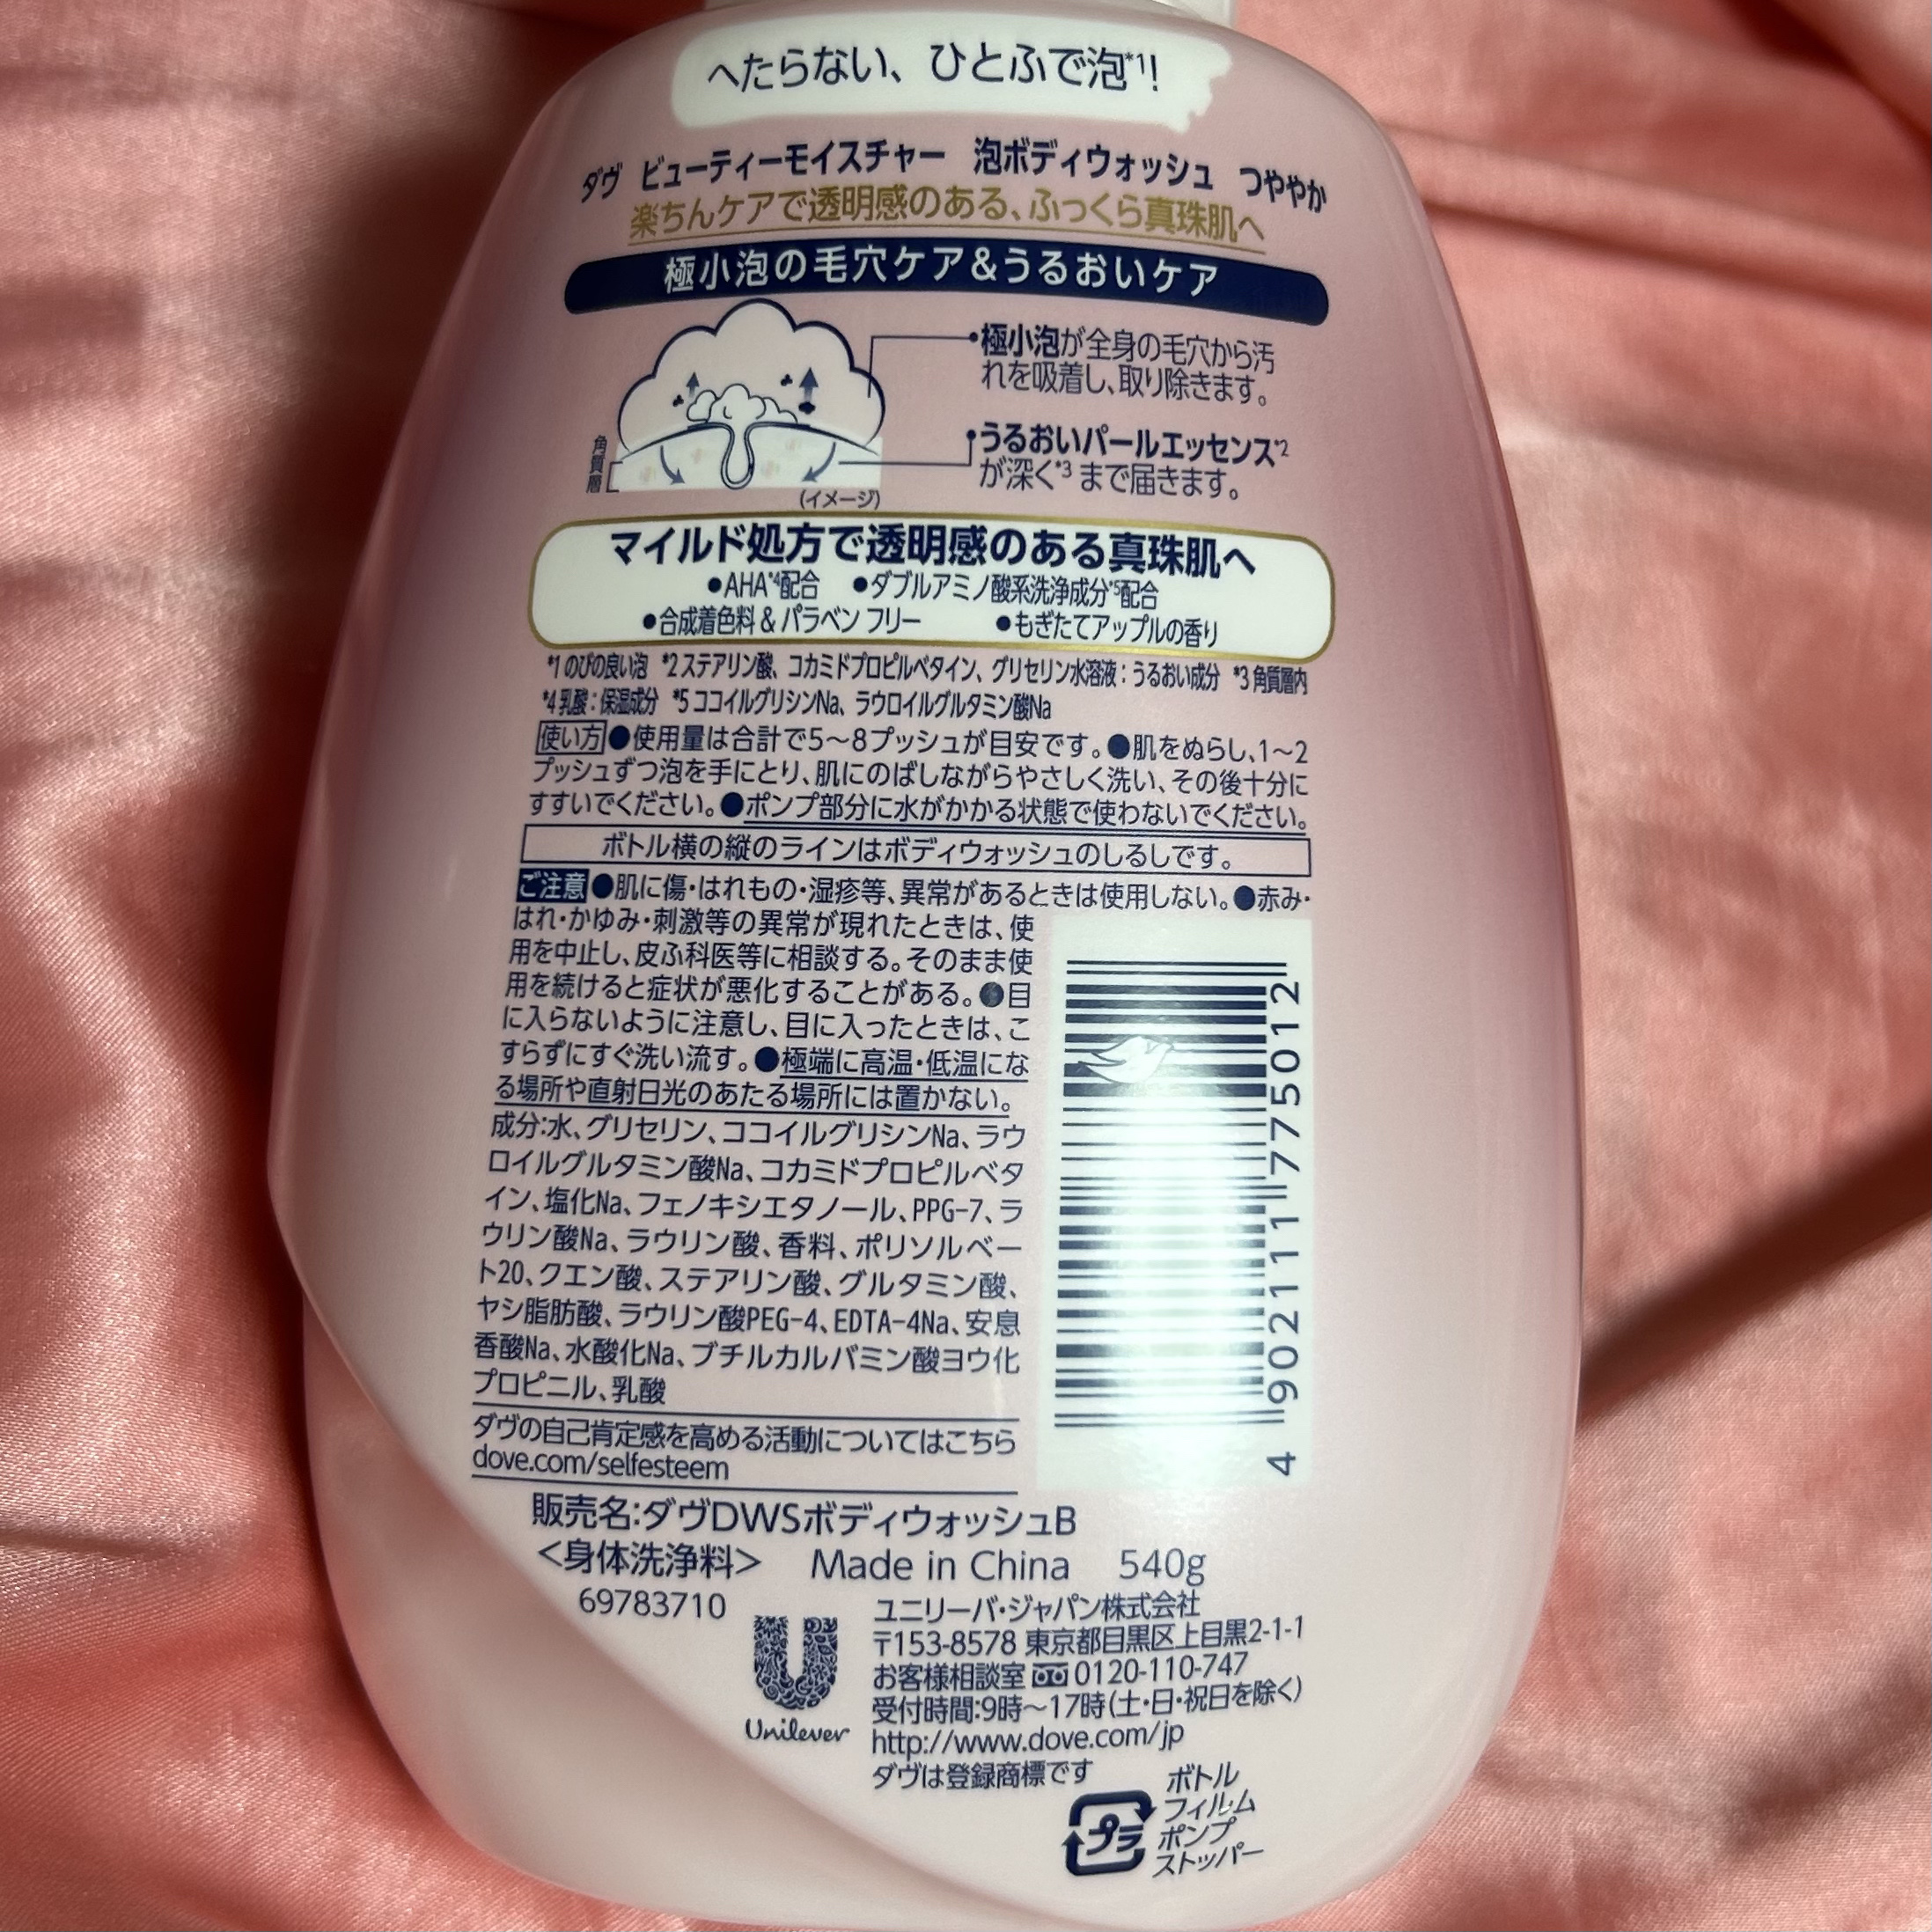 へたらない、ひとふで泡*1!
ダヴ ビューティーモイスチャー 泡ボディウォッシュ つややか
楽ちんケアで透明感のある、ふっくら真珠肌へ
極小泡の毛穴ケア&うるおいケア
極小泡が全身の毛穴から汚
れを吸着し、取り除きます。
うるおいパールエッセンス*2
が深く*3 まで届きます。
角質層
(イメージ)
マイルド処方で透明感のある真珠肌へ
●AHA*4配合 ●ダブルアミノ酸系洗浄成分*5配合
●合成着色料 & パラベン フリー ●もぎたてアップルの香り
*1 のびの良い泡 *2 ステアリン酸、コカミドプロピルベタイン、グリセリン水溶液:うるおい成分 *3 角質層内
*4 乳酸:保湿成分 *5 ココイルグリシンNa、ラウロイルグルタミン酸Na
使い方 ●使用量は合計で5〜8プッシュが目安です。●肌をぬらし、1〜2
プッシュずつ泡を手にとり、肌にのばしながらやさしく洗い、その後十分に
すすいでください。●ポンプ部分に水がかかる状態で使わないでください。
ボトル横の縦のラインはボディウォッシュのしるしです。
ご注意 ●肌に傷・はれもの・湿疹等、異常があるときは使用しない。●赤み・
はれ・かゆみ・刺激等の異常が現れたときは、使
用を中止し、皮ふ科医等に相談する。そのまま使
用を続けると症状が悪化することがある。●目
に入らないように注意し、目に入ったときは、こ
すらずにすぐ洗い流す。●極端に高温・低温にな
る場所や直射日光のあたる場所には置かない。
成分:水、グリセリン、ココイルグリシンNa、ラウ
ロイルグルタミン酸Na、コカミドプロピルベタ
イン、塩化Na、フェノキシエタノール、PPG-7、ラ
ウリン酸Na、ラウリン酸、香料、ポリソルベー
ト20、クエン酸、ステアリン酸、グルタミン酸、
ヤシ脂肪酸、ラウリン酸PEG-4、EDTA-4Na、安息
香酸Na、水酸化Na、ブチルカルバミン酸ヨウ化
プロピニル、乳酸
4 902111 775012
ダヴの自己肯定感を高める活動についてはこちら
dove.com/selfesteem
販売名:ダヴDWSボディウォッシュB
<身体洗浄料> Made in China 540g
69783710
Unilever
ユニリーバ・ジャパン株式会社
〒153-8578 東京都目黒区上目黒2-1-1
お客様相談室 0120-110-747
受付時間:9時〜17時(土・日・祝日を除く)
http://www.dove.com/jp
ダヴは登録商標です
プラ
ボトル
フィルム
ポンプ
ストッパー